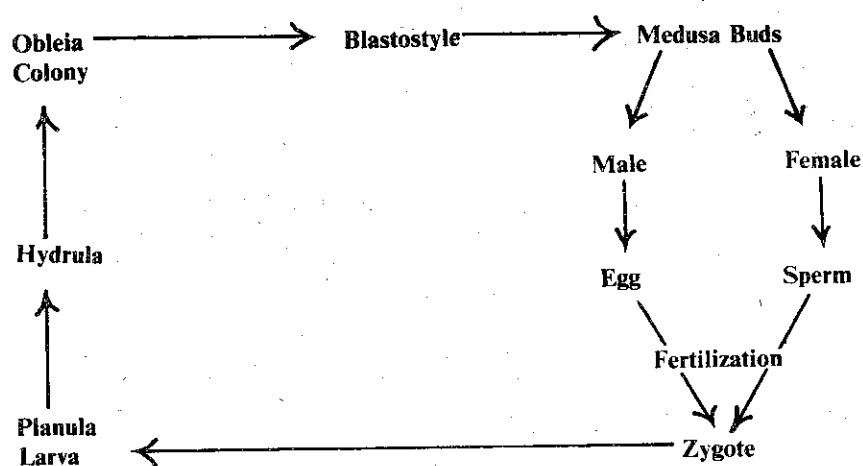 Obleia
Colony
Blastostyle
Medusa Buds
Male
Female
Hydrula
Egg
Sperm
Fertilization
Planula
Larva
Zygote